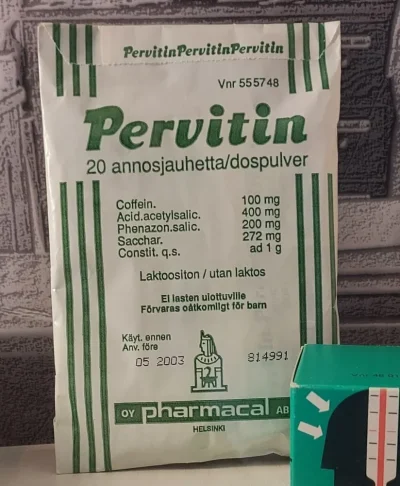 PervitinPervitinPervitin
Vnr 555748
Pervitin
20 annosjauhetta/dospulver
Coffein. 100 mg
Acid.acetylsalic. 400 mg
Phenazon.salic. 200 mg
Sacchar. 272 mg
Constit. q.s. ad 1 g
Laktoositon / utan laktos
Ei lasten ulottuville
Förvaras oåtkomligt för barn
Käyt. ennen
Anv. före
05 2003 814991
OY pharmacal AB
HELSINKI